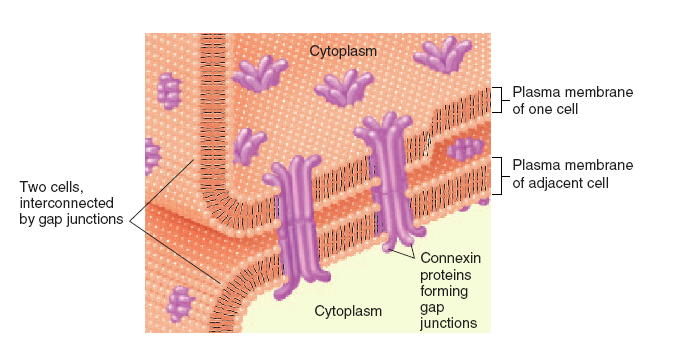 Cytoplasm
Plasma membrane
of one cell
Plasma membrane
of adjacent cell
Two cells,
interconnected
by gap junctions
Connexin
proteins
forming
gap
junctions
Cytoplasm